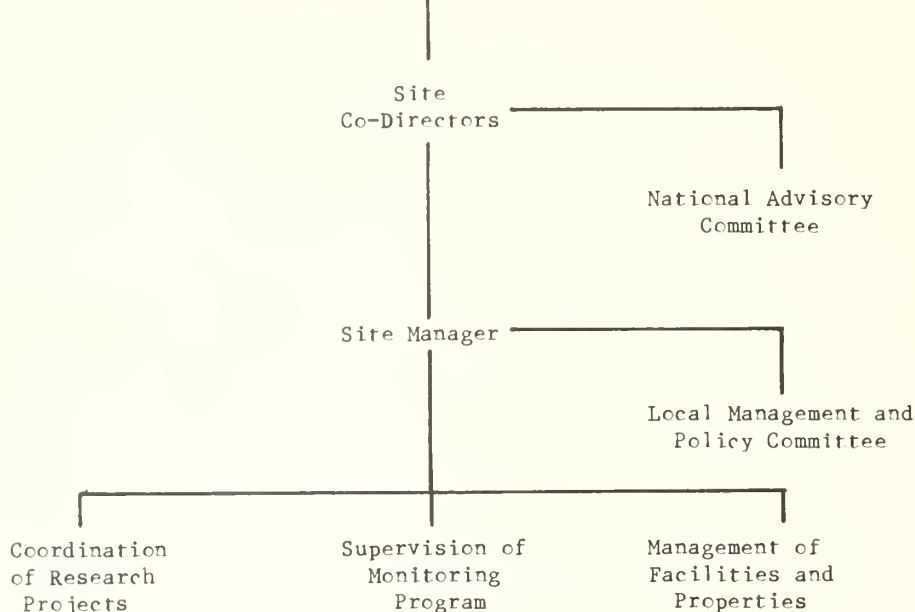 Site
Co-Directors
National Advisory
Committee
Site Manager
Local Management and
Policy Committee
Coordination
of Research
Projects
Supervision of
Monitoring
Program
Management of
Facilities and
Properties